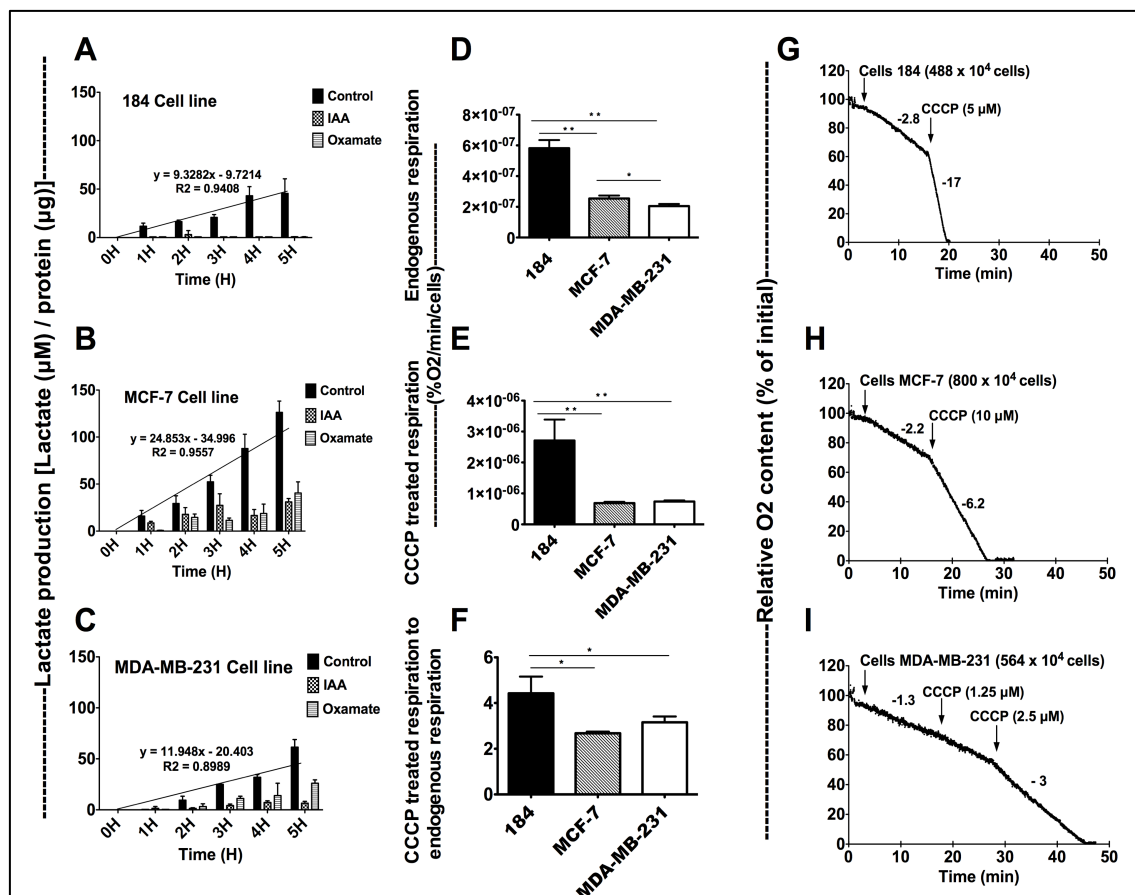 Lactate production [Lactate (µM) / protein (µg)]
A
184 Cell line
Control
IAA
Oxamate
150
100
50
0
y = 9.3282x - 9.7214
R2 = 0.9408
0H
1H
2H
3H
4H
5H
Time (H)
B
MCF-7 Cell line
Control
IAA
Oxamate
150
100
50
0
y = 24.853x - 34.996
R2 = 0.9557
0H
1H
2H
3H
4H
5H
Time (H)
C
MDA-MB-231 Cell line
Control
IAA
Oxamate
150
100
50
0
y = 11.948x - 20.403
R2 = 0.8989
0H
1H
2H
3H
4H
5H
Time (H)
D
Endogenous respiration
(%O2/min/cells)
8×10-07
6×10-07
4×10-07
2×10-07
0
**
**
*
184
MCF-7
MDA-MB-231
E
CCCP treated respiration
4×10-06
3×10-06
2×10-06
1×10-06
0
**
**
184
MCF-7
MDA-MB-231
F
CCCP treated respiration to
endogenous respiration
6
4
2
0
*
*
184
MCF-7
MDA-MB-231
Relative O2 content (% of initial)
G
120
100
80
60
40
20
0
Cells 184 (488 x 104 cells)
-2.8
CCCP (5 µM)
-17
0
10
20
30
40
50
Time (min)
H
120
100
80
60
40
20
0
Cells MCF-7 (800 x 104 cells)
-2.2
CCCP (10 µM)
-6.2
0
10
20
30
40
50
Time (min)
I
120
100
80
60
40
20
0
Cells MDA-MB-231 (564 x 104 cells)
-1.3
CCCP (1.25 µM)
CCCP (2.5 µM)
- 3
0
10
20
30
40
50
Time (min)